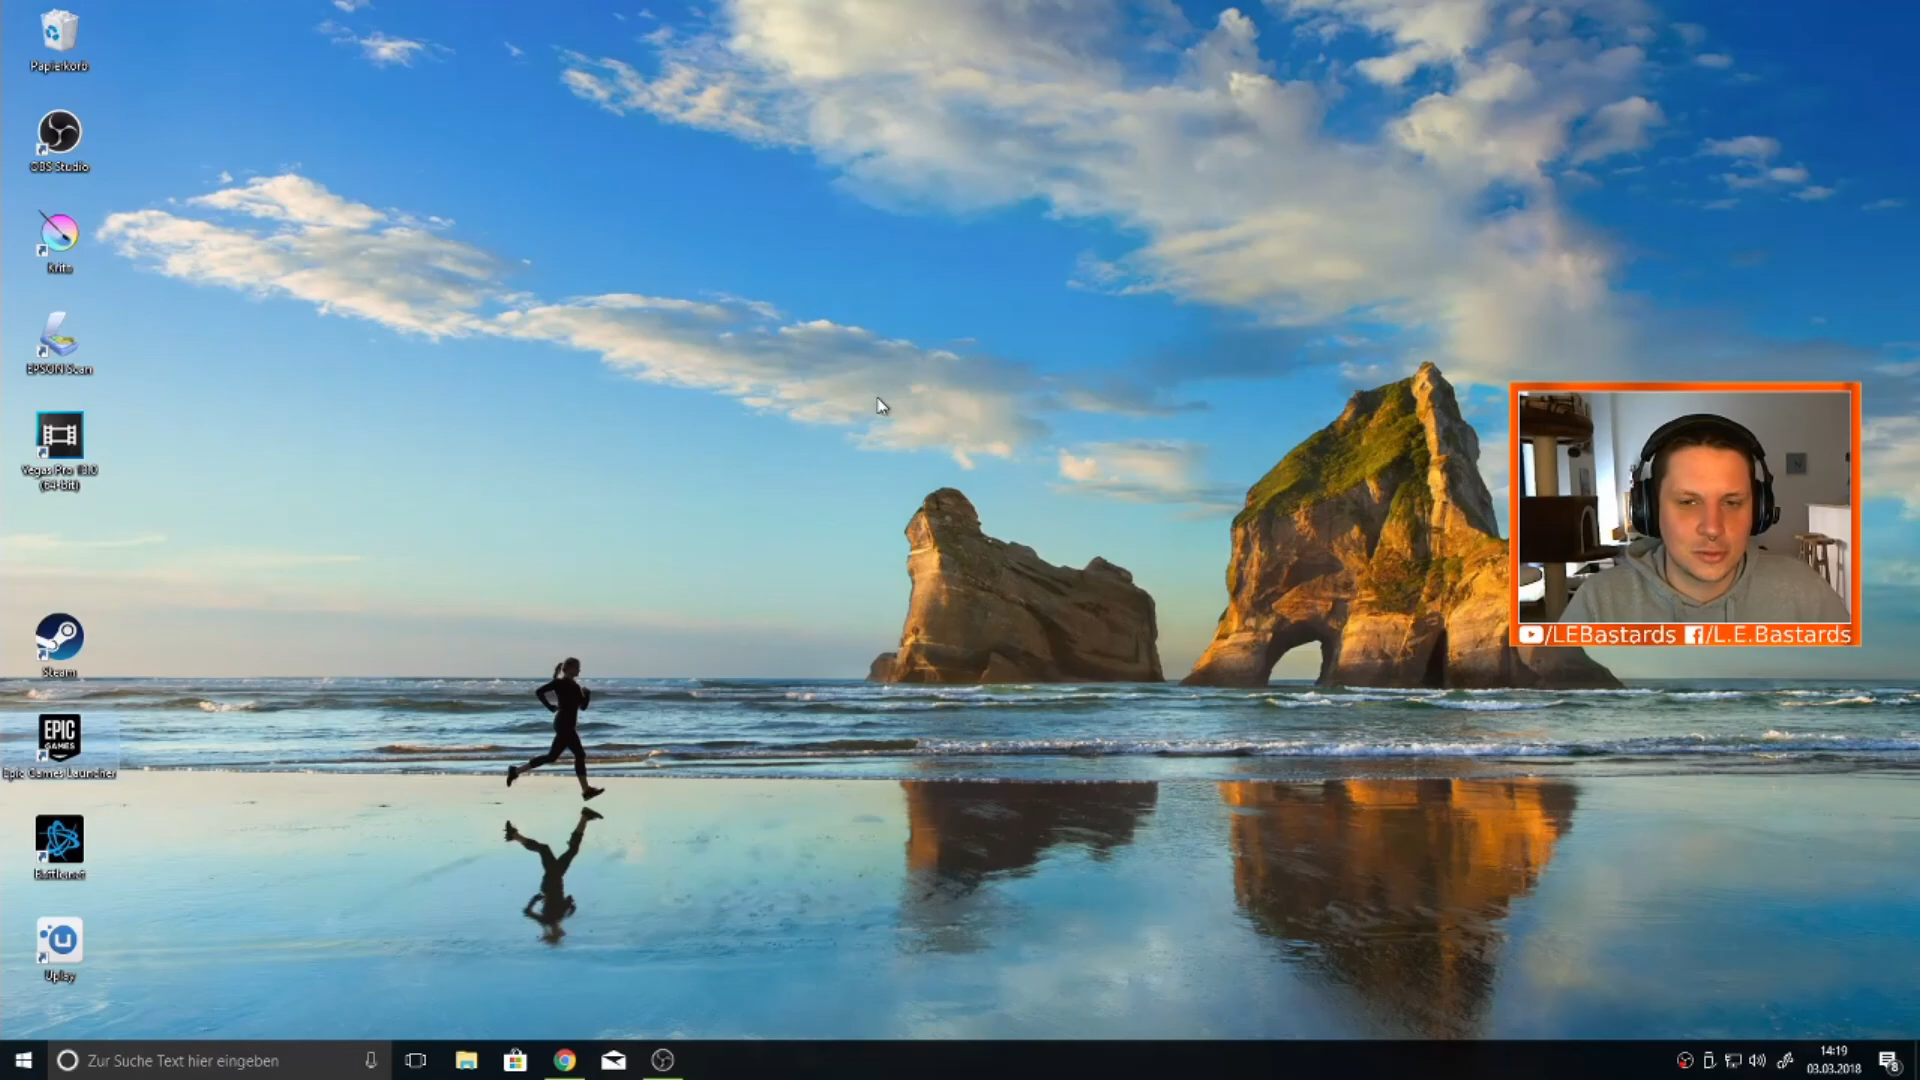 Papierkorb
OBS Studio
Krita
EPSON Scan
Vegas Pro 13.0
(64-bit)
Steam
EPIC
GAMES
Epic Games Launcher
Battle.net
Uplay
/LEBastards /L.E.Bastards
Zur Suche Text hier eingeben
14:19
03.03.2018
8